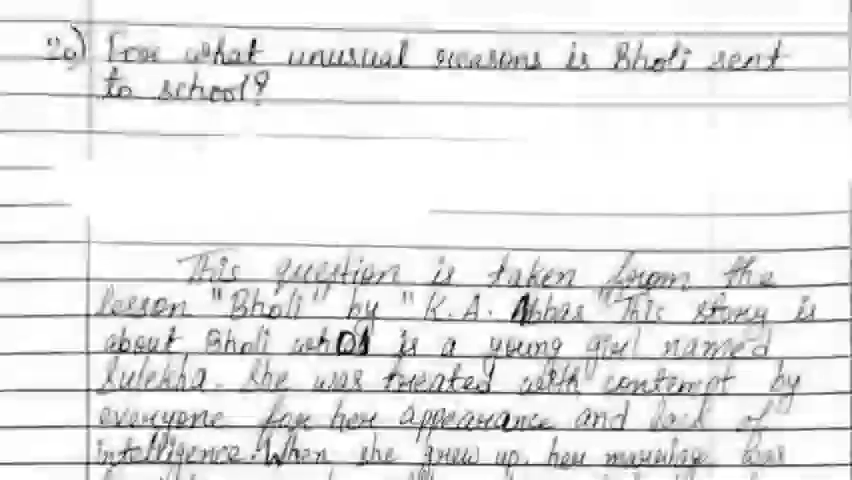 For what unusual reasons is Bholi sent
to school?
This question is taken from the
lesson "Bholi" by "K. A. Abbas" This story is
about Bholi who is a young girl named
Sulekha. She was treated with contempt by
everyone for her appearance and lack of
intelligence. When she grew up, her marriage was